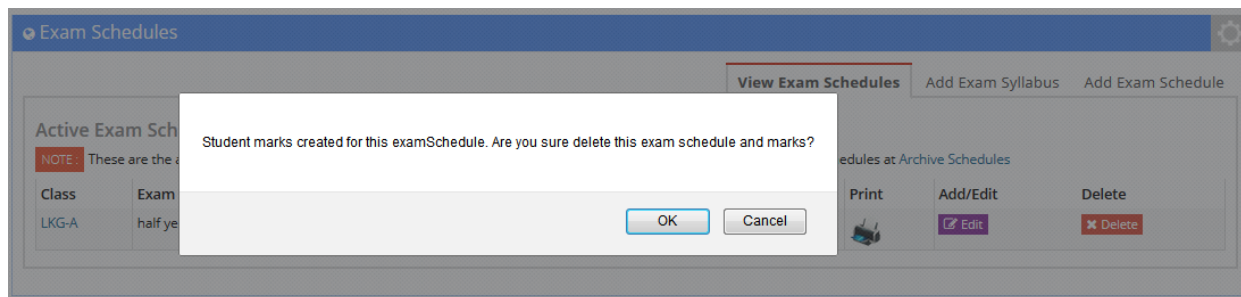 Exam Schedules
View Exam Schedules Add Exam Syllabus Add Exam Schedule
Active Exam Sch
Student marks created for this examSchedule. Are you sure delete this exam schedule and marks?
NOTE : These are the a edules at Archive Schedules
Class Exam Print Add/Edit Delete
LKG-A half ye Edit Delete
OK Cancel